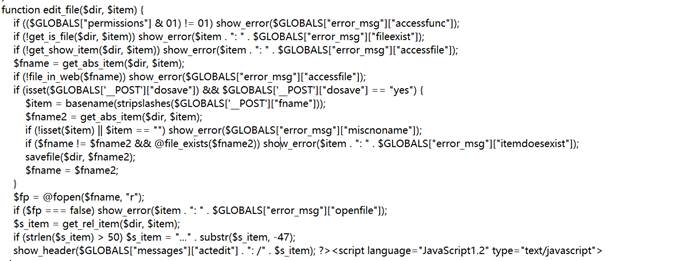 function edit_file($dir, $item) {
if (($GLOBALS["permissions"] & 01) != 01) show_error($GLOBALS["error_msg"]["accessfunc"]);
if (!get_is_file($dir, $item)) show_error($item . ": " . $GLOBALS["error_msg"]["fileexist"]);
if (!get_show_item($dir, $item)) show_error($item . ": " . $GLOBALS["error_msg"]["accessfile"]);
$fname = get_abs_item($dir, $item);
if (!file_in_web($fname)) show_error($GLOBALS["error_msg"]["accessfile"]);
if (isset($GLOBALS['__POST']["dosave"]) && $GLOBALS['__POST']["dosave"] == "yes") {
$item = basename(stripslashes($GLOBALS['__POST']["fname"]));
$fname2 = get_abs_item($dir, $item);
if (!isset($item) || $item == "") show_error($GLOBALS["error_msg"]["miscnoname"]);
if ($fname != $fname2 && @file_exists($fname2)) show_error($item . ": " . $GLOBALS["error_msg"]["itemdoesexist"]);
savefile($dir, $fname2);
$fname = $fname2;
}
$fp = @fopen($fname, "r");
if ($fp === false) show_error($item . ": " . $GLOBALS["error_msg"]["openfile"]);
$s_item = get_rel_item($dir, $item);
if (strlen($s_item) > 50) $s_item = "..." . substr($s_item, -47);
show_header($GLOBALS["messages"]["actedit"] . ": /" . $s_item); ?><script language="JavaScript1.2" type="text/javascript">